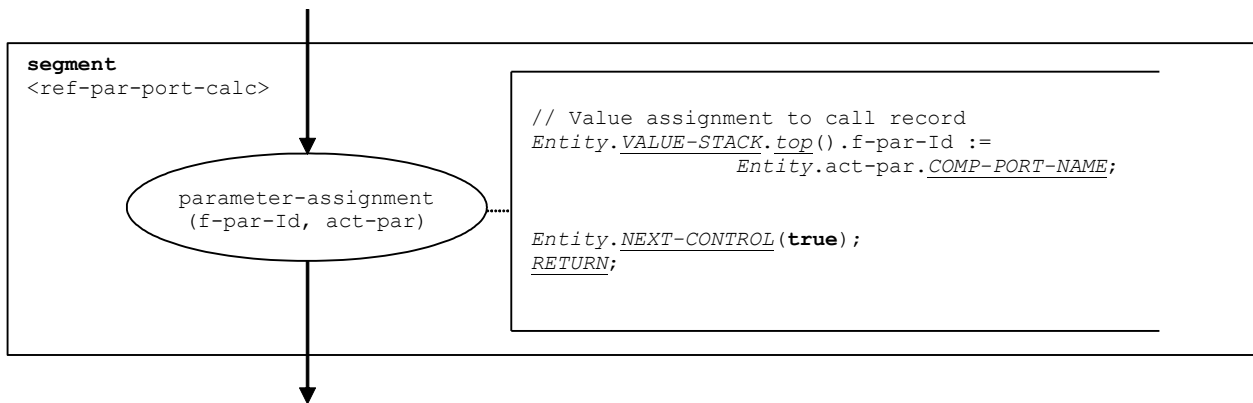 segment
<ref-par-port-calc>
parameter-assignment
(f-par-Id, act-par)
// Value assignment to call record
Entity.VALUE-STACK.top().f-par-Id :=
Entity.act-par.COMP-PORT-NAME;
Entity.NEXT-CONTROL(true);
RETURN;